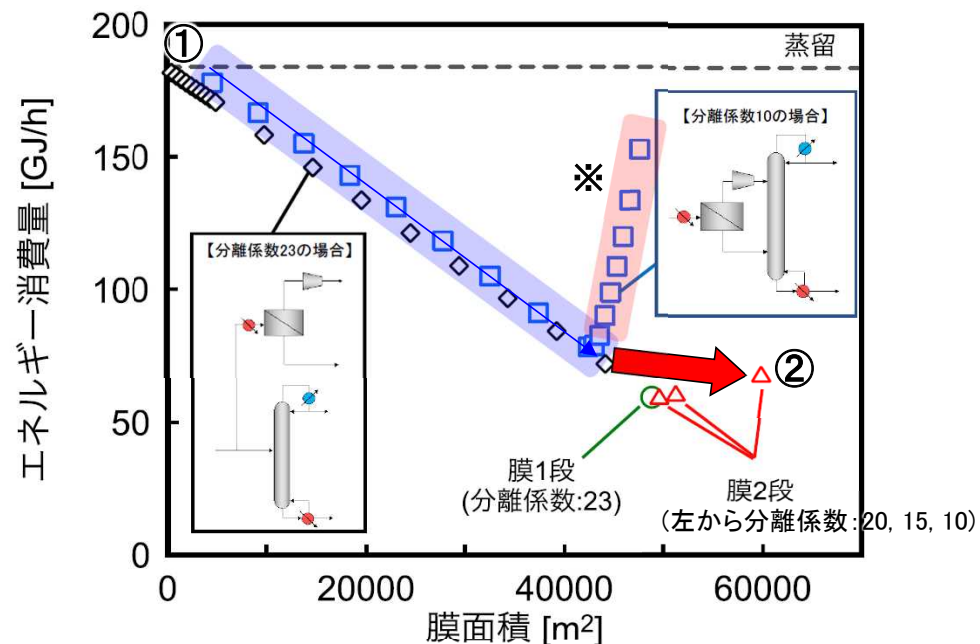 エネルギー消費量 [GJ/h]
200
150
100
50
0
①
蒸留
【分離係数10の場合】
※
【分離係数23の場合】
②
膜1段
(分離係数:23)
膜2段
(左から分離係数:20, 15, 10)
0
20000
40000
60000
膜面積 [m²]